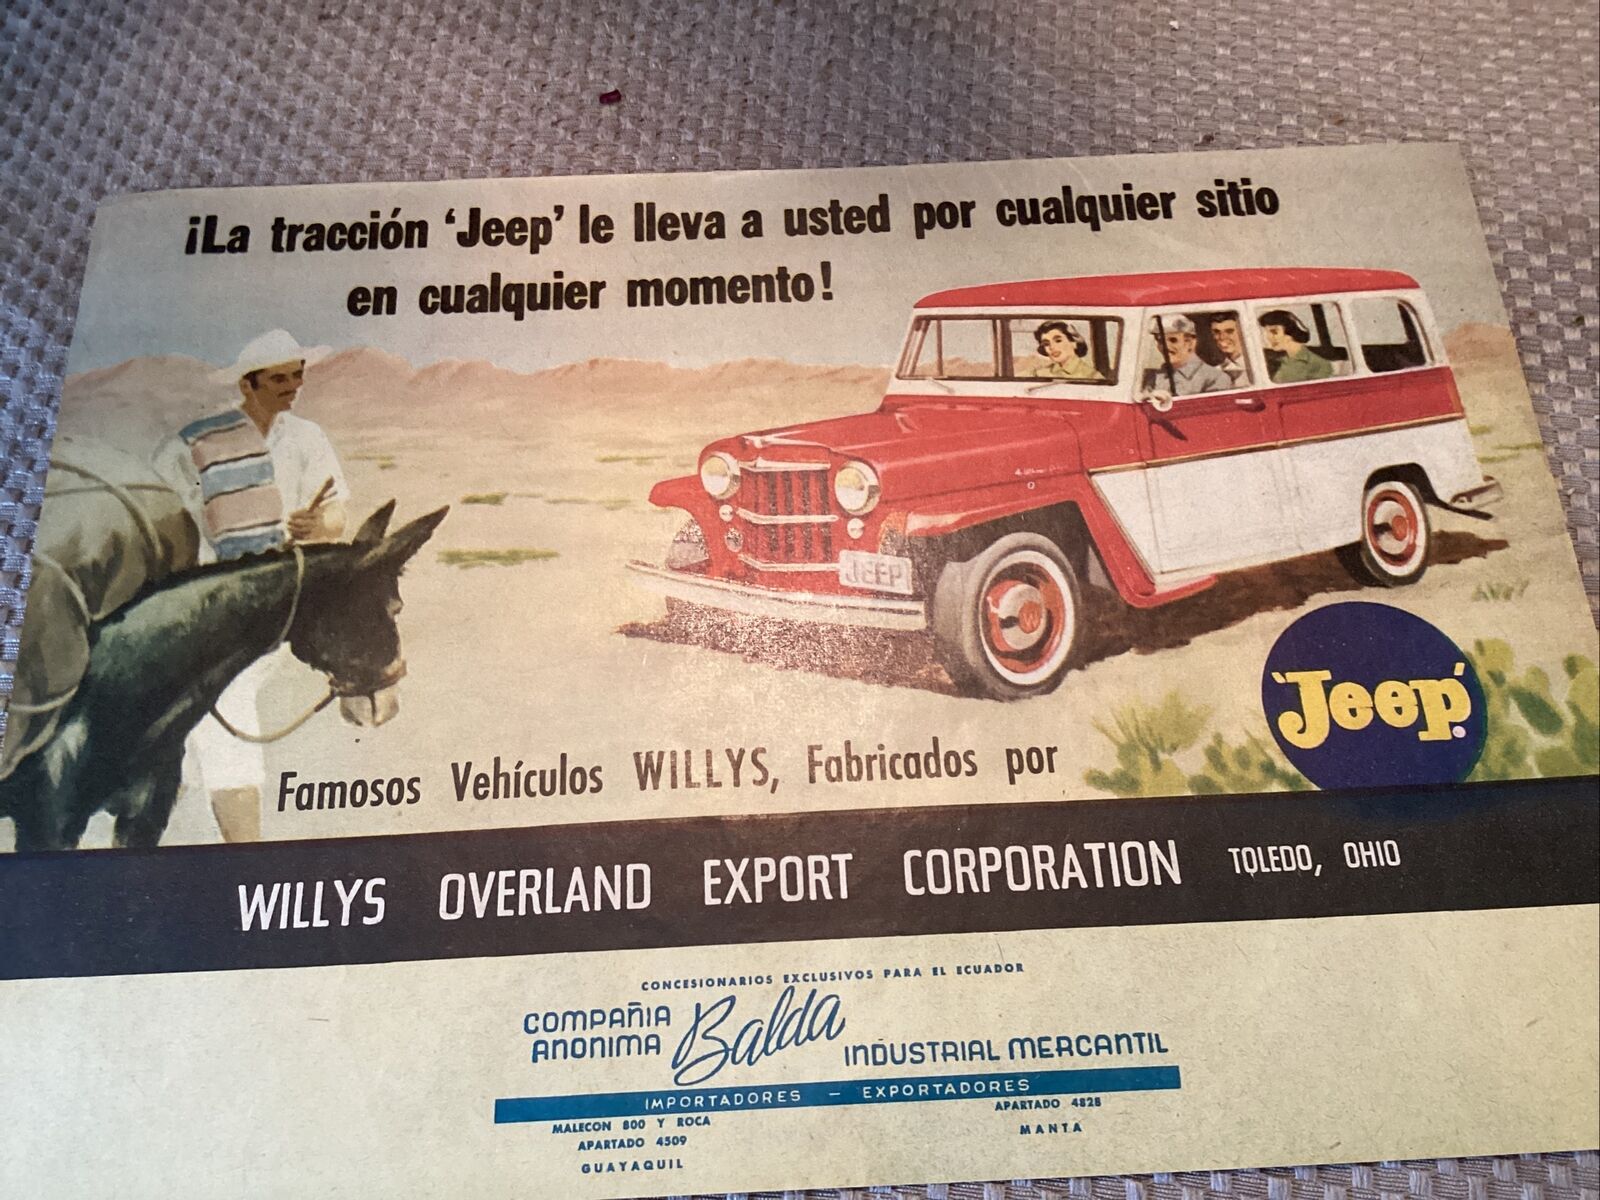 ¡La tracción ‘Jeep’ le lleva a usted por cualquier sitio
en cualquier momento!
JEEP
W
'Jeep'
Famosos Vehículos WILLYS, Fabricados por
WILLYS OVERLAND EXPORT CORPORATION TOLEDO, OHIO
CONCESIONARIOS EXCLUSIVOS PARA EL ECUADOR
COMPAÑIA
ANONIMA
Balda
INDUSTRIAL MERCANTIL
IMPORTADORES — EXPORTADORES
MALECON 800 Y ROCA
APARTADO 4509
GUAYAQUIL
APARTADO 4828
MANTA